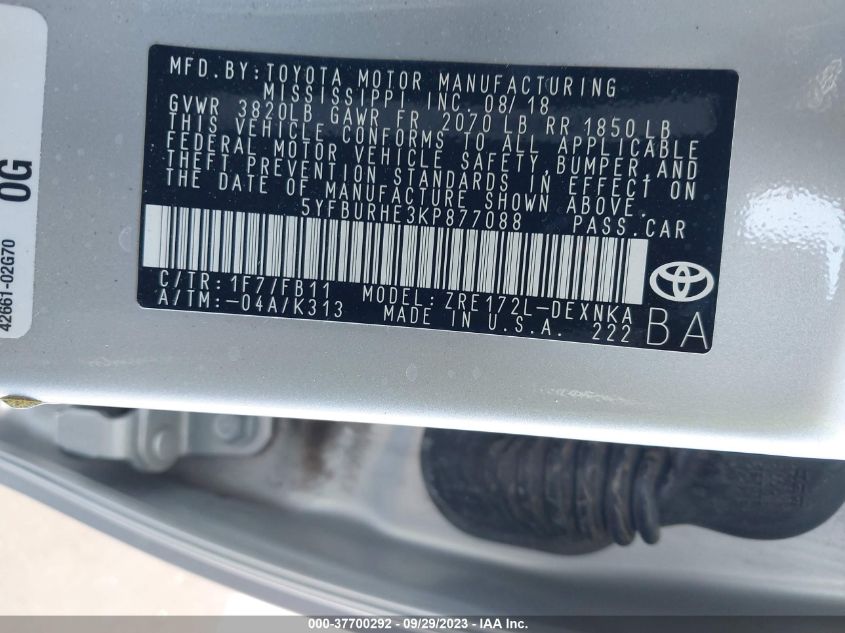 MFD.BY:TOYOTA MOTOR MANUFACTURING
MISSISSIPPI INC. 08/18
GVWR 3820LB GAWR FR 2070 LB RR 1850 LB
THIS VEHICLE CONFORMS TO ALL APPLICABLE
FEDERAL MOTOR VEHICLE SAFETY, BUMPER, AND
THEFT PREVENTION STANDARDS IN EFFECT ON
THE DATE OF MANUFACTURE SHOWN ABOVE.
5YFBURHE3KP877088 PASS.CAR
C/TR: 1F7/FB11 MODEL: ZRE172L-DEXNKA
A/TM:-04A/K313 MADE IN U.S.A. 222 BA
42661-02G70
0G
000-37700292 - 09/29/2023 - IAA Inc.